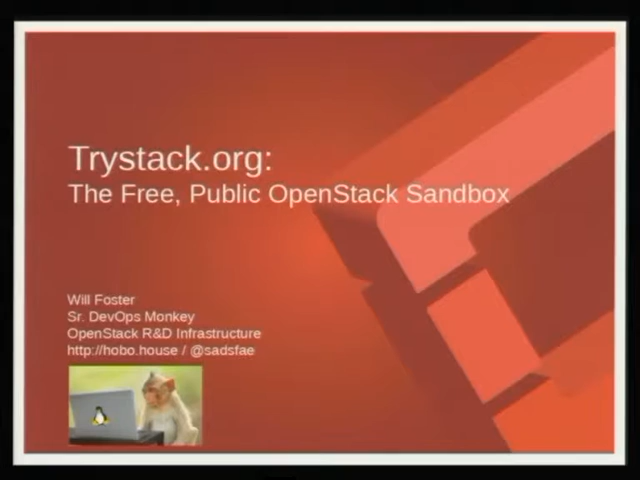 Trystack.org:
The Free, Public OpenStack Sandbox
Will Foster
Sr. DevOps Monkey
OpenStack R&D Infrastructure
http://hobo.house / @sadsfae